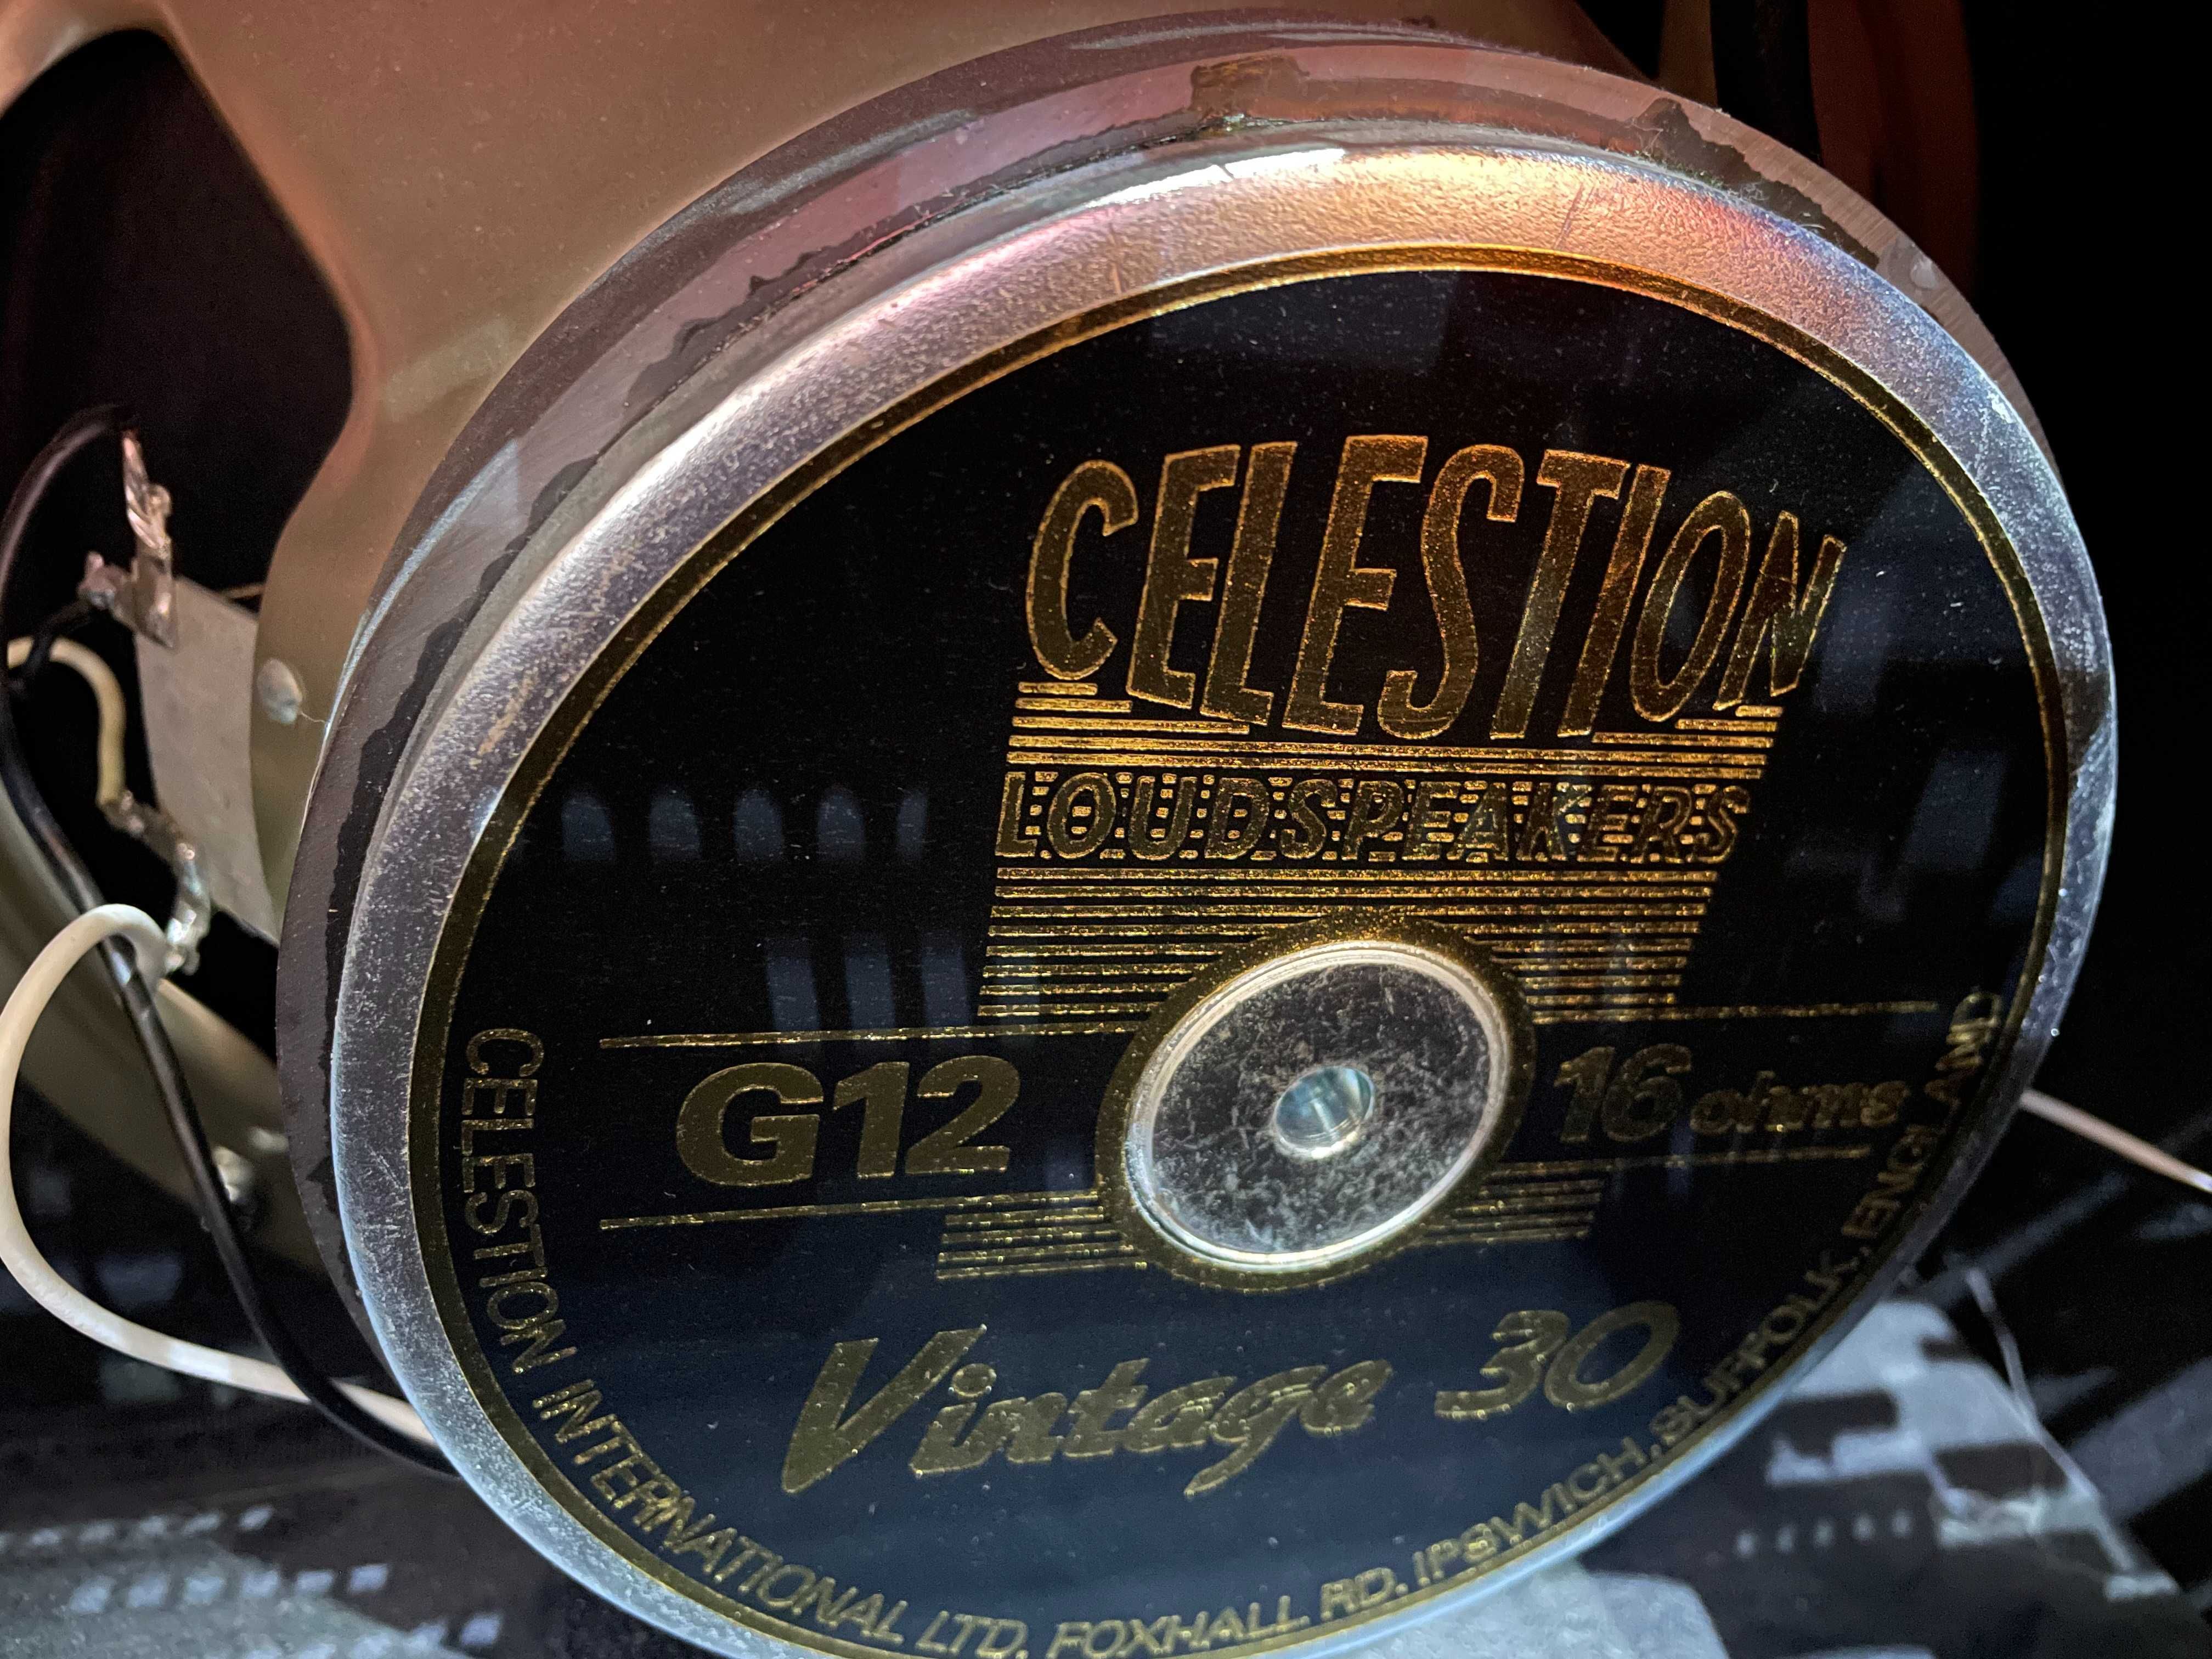 CELESTION
LOUDSPEAKERS
G12
16 ohms
Vintage 30
CELESTION INTERNATIONAL LTD. FOXHALL RD. IPSWICH, SUFFOLK, ENGLAND